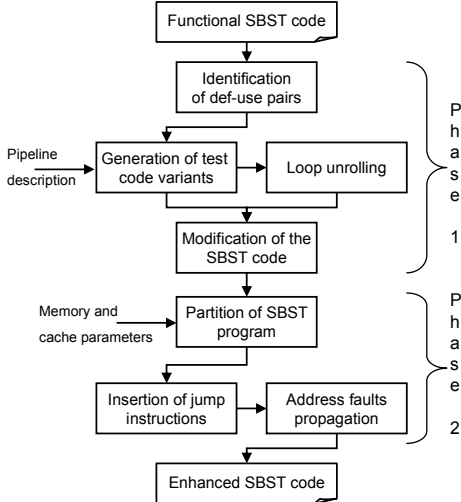 Functional SBST code
Identification
of def-use pairs
Pipeline
description
Generation of test
code variants
Loop unrolling
Modification of the
SBST code
Phase 1
Memory and
cache parameters
Partition of SBST
program
Insertion of jump
instructions
Address faults
propagation
Phase 2
Enhanced SBST code